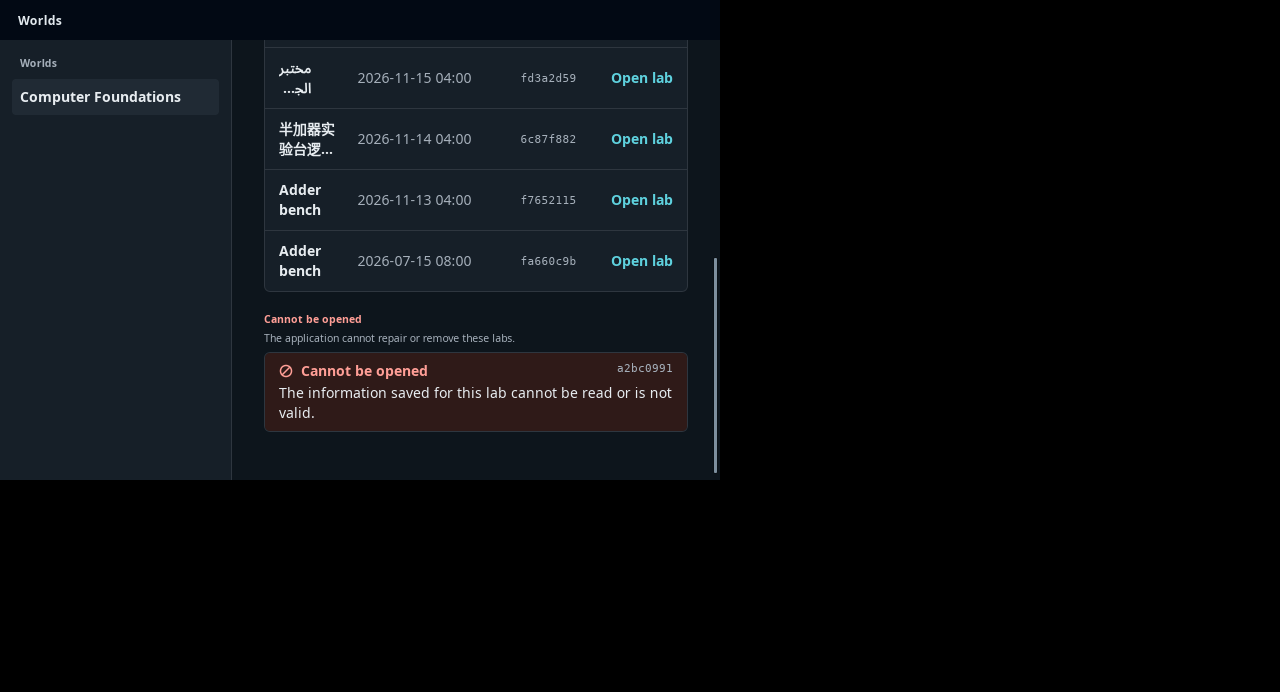 Worlds
Worlds
Computer Foundations
مختبر
الج...
2026-11-15 04:00
fd3a2d59
Open lab
半加器实
验台逻...
2026-11-14 04:00
6c87f882
Open lab
Adder
bench
2026-11-13 04:00
f7652115
Open lab
Adder
bench
2026-07-15 08:00
fa660c9b
Open lab
Cannot be opened
The application cannot repair or remove these labs.
Cannot be opened
a2bc0991
The information saved for this lab cannot be read or is not
valid.